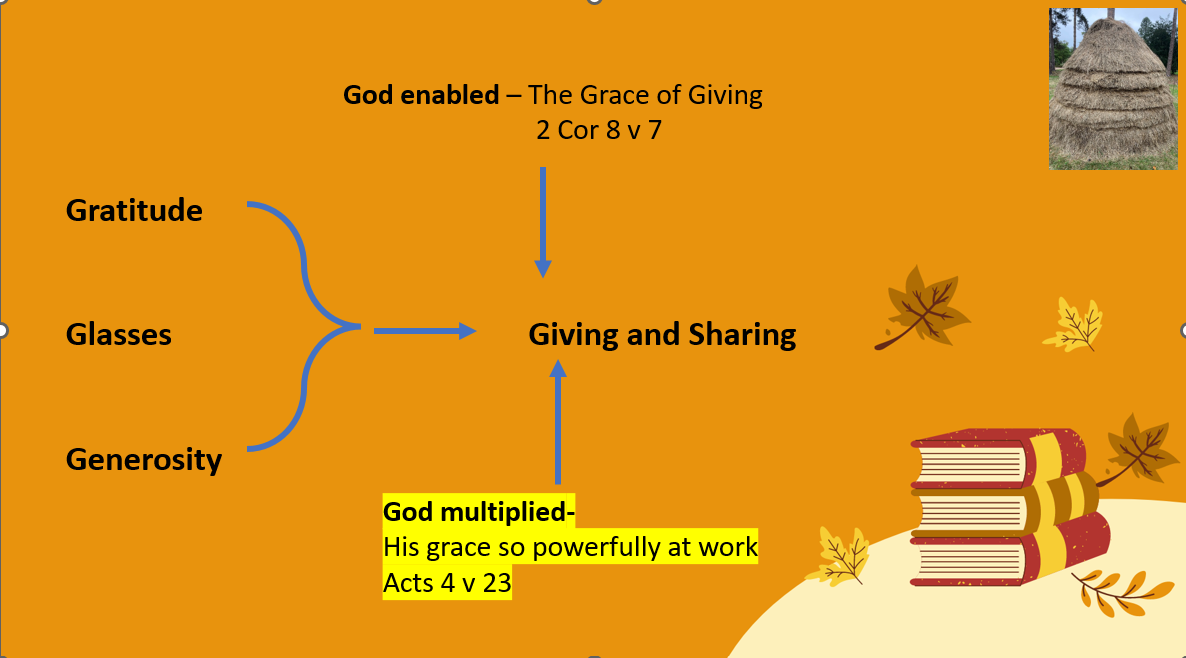 God enabled – The Grace of Giving
2 Cor 8 v 7
Gratitude
Glasses
Generosity
Giving and Sharing
God multiplied-
His grace so powerfully at work
Acts 4 v 23